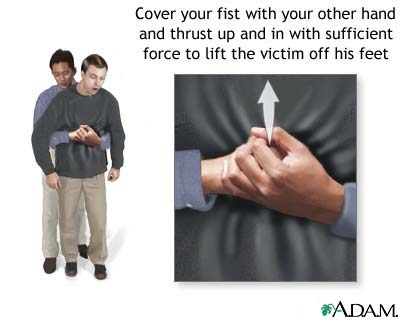 Cover your fist with your other hand
and thrust up and in with sufficient
force to lift the victim off his feet
ADAM.